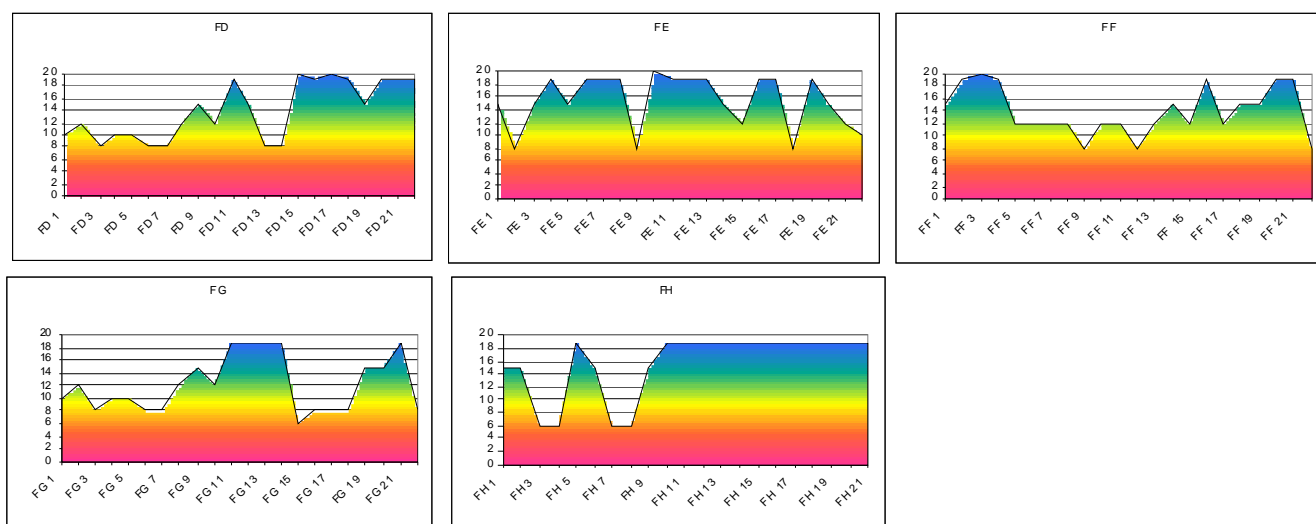 FD
20
18
16
14
12
10
8
6
4
2
0
FD 1
FD 3
FD 5
FD 7
FD 9
FD 11
FD 13
FD 15
FD 17
FD 19
FD 21
FE
20
18
16
14
12
10
8
6
4
2
0
FE 1
FE 3
FE 5
FE 7
FE 9
FE 11
FE 13
FE 15
FE 17
FE 19
FE 21
FF
20
18
16
14
12
10
8
6
4
2
0
FF 1
FF 3
FF 5
FF 7
FF 9
FF 11
FF 13
FF 15
FF 17
FF 19
FF 21
FG
20
18
16
14
12
10
8
6
4
2
0
FG 1
FG 3
FG 5
FG 7
FG 9
FG 11
FG 13
FG 15
FG 17
FG 19
FG 21
FH
20
18
16
14
12
10
8
6
4
2
0
FH 1
FH 3
FH 5
FH 7
FH 9
FH 11
FH 13
FH 15
FH 17
FH 19
FH 21